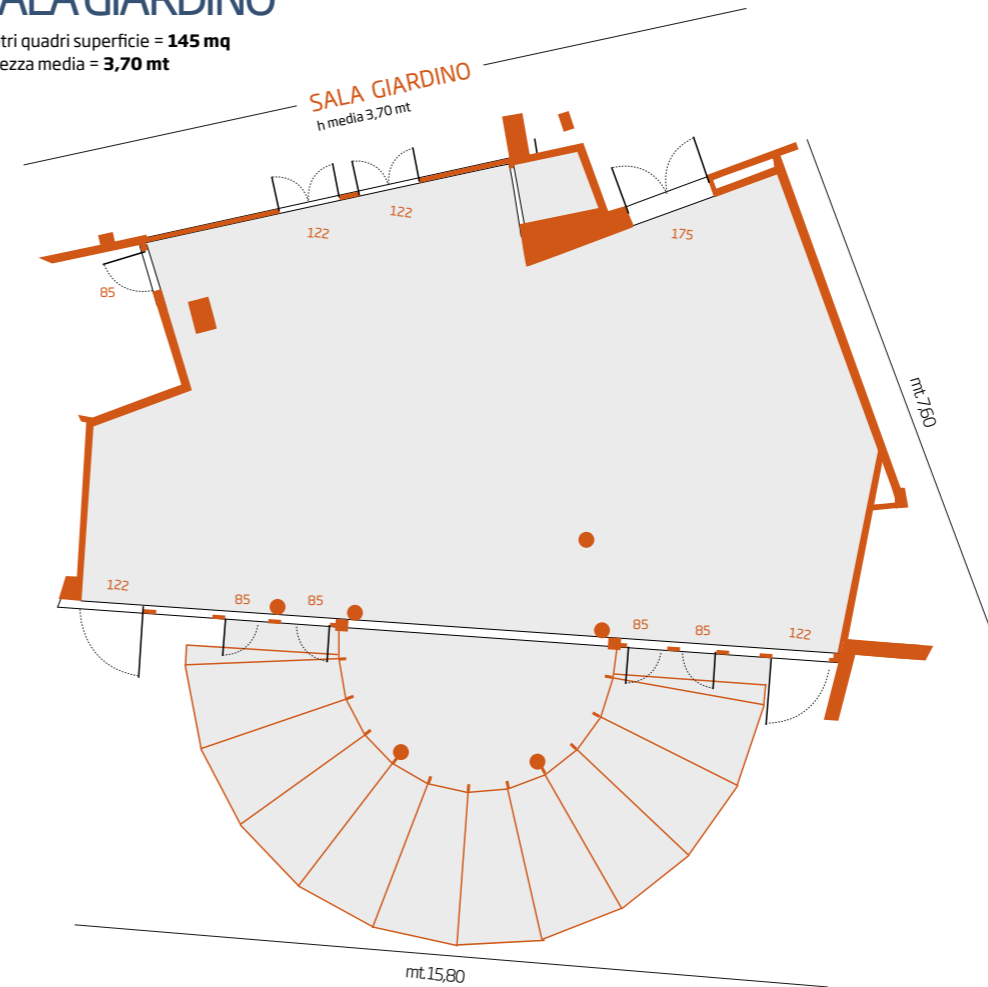 ALA GIARDINO
tri quadri superficie = 145 mq
ezza media = 3,70 mt
SALA GIARDINO
h media 3,70 mt
122
122
175
85
mt.7,60
122
85
85
85
85
122
mt.15,80